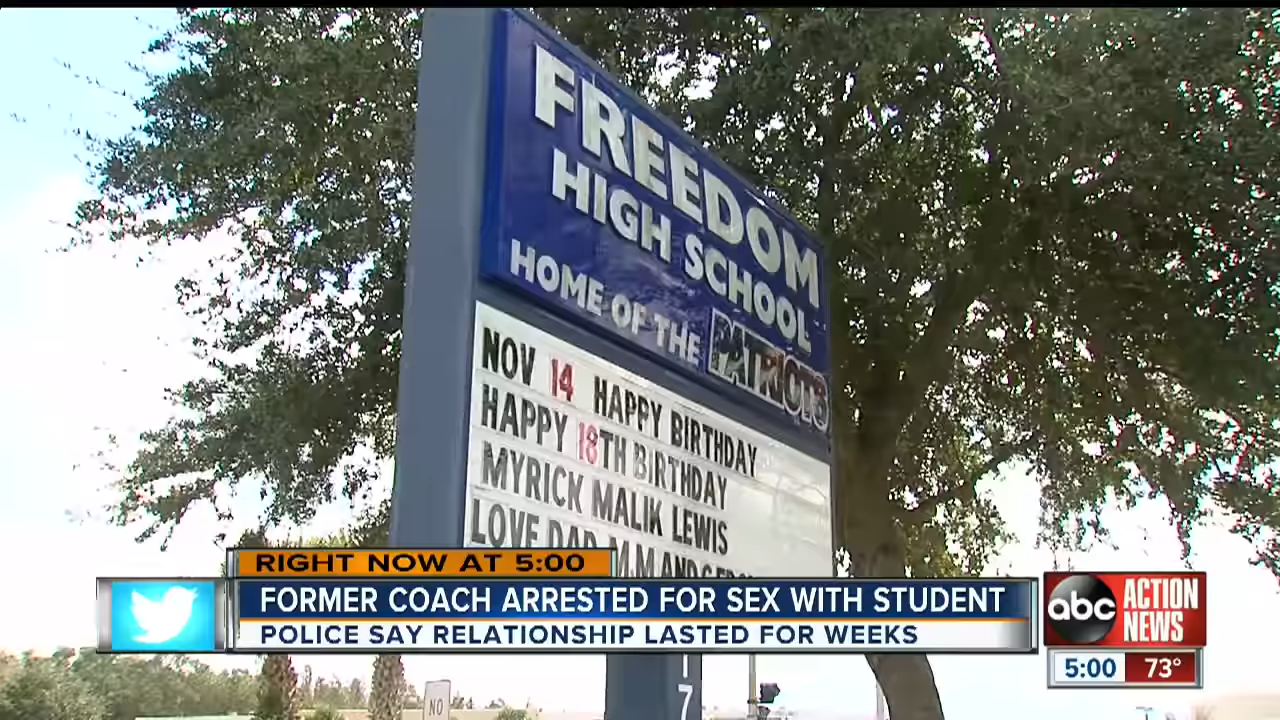 FREEDOM
HIGH SCHOOL
HOME OF THE PATRIOTS
NOV 14 HAPPY BIRTHDAY
HAPPY 18TH BIRTHDAY
MYRICK MALIK LEWIS
LOVE DAD
RIGHT NOW AT 5:00
FORMER COACH ARRESTED FOR SEX WITH STUDENT
POLICE SAY RELATIONSHIP LASTED FOR WEEKS
abc ACTION NEWS
5:00 73°
17
NO